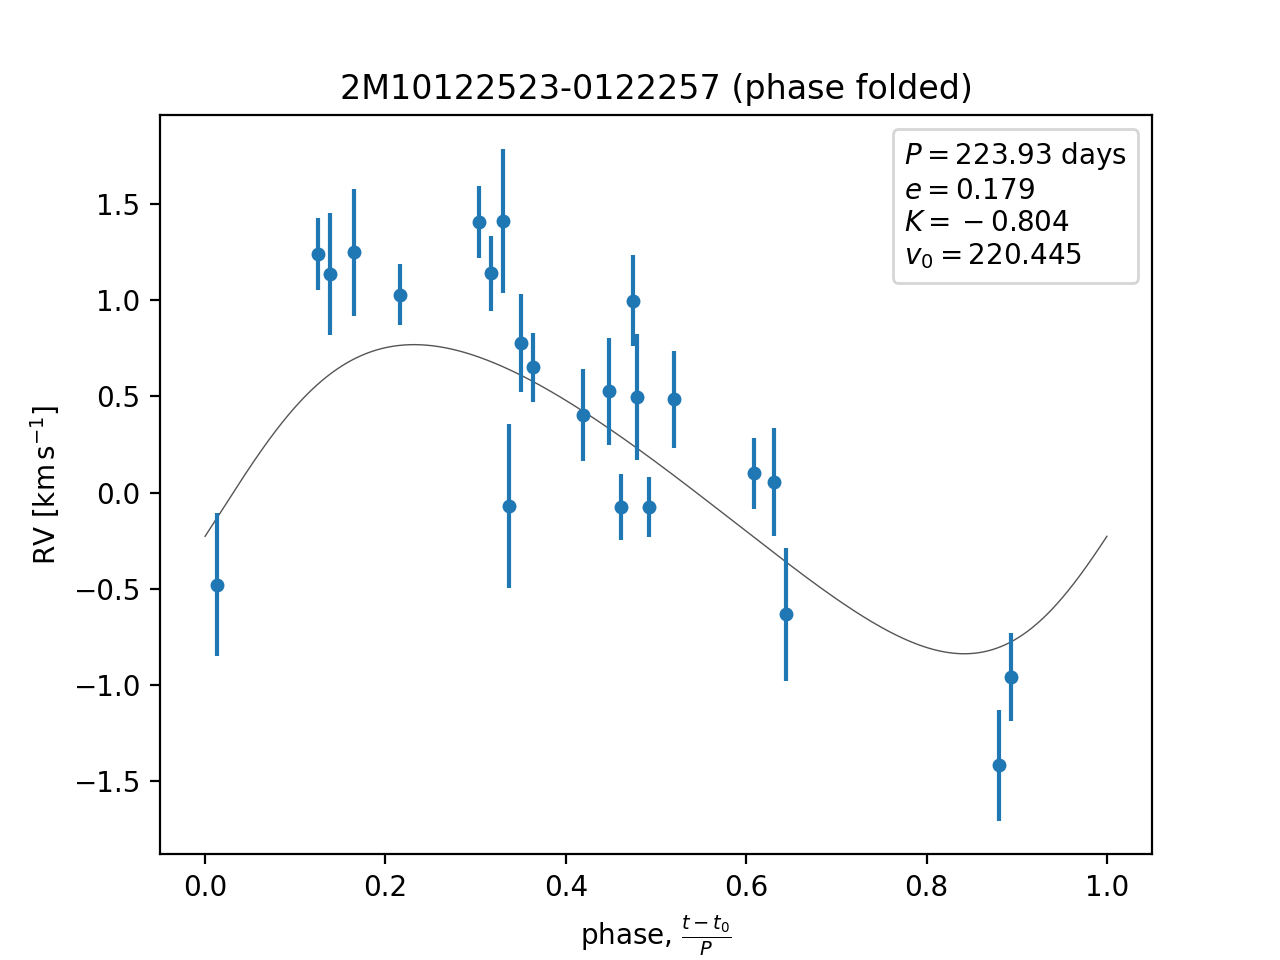 2M10122523-0122257 (phase folded)
P = 223.93 days
e = 0.179
K = −0.804
v₀ = 220.445
RV [km s⁻¹]
1.5
1.0
0.5
0.0
−0.5
−1.0
−1.5
0.0 0.2 0.4 0.6 0.8 1.0
phase, (t − t₀)/P